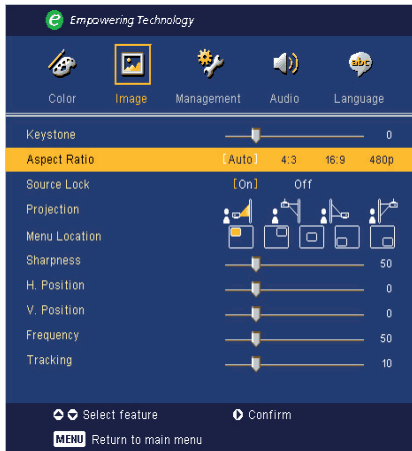 e Empowering Technology
abc
Color Image Management Audio Language
Keystone 0
Aspect Ratio [Auto] 4:3 16:9 480p
Source Lock [On] Off
Projection
Menu Location
Sharpness 50
H. Position 0
V. Position 0
Frequency 50
Tracking 10
Select feature Confirm
MENU Return to main menu